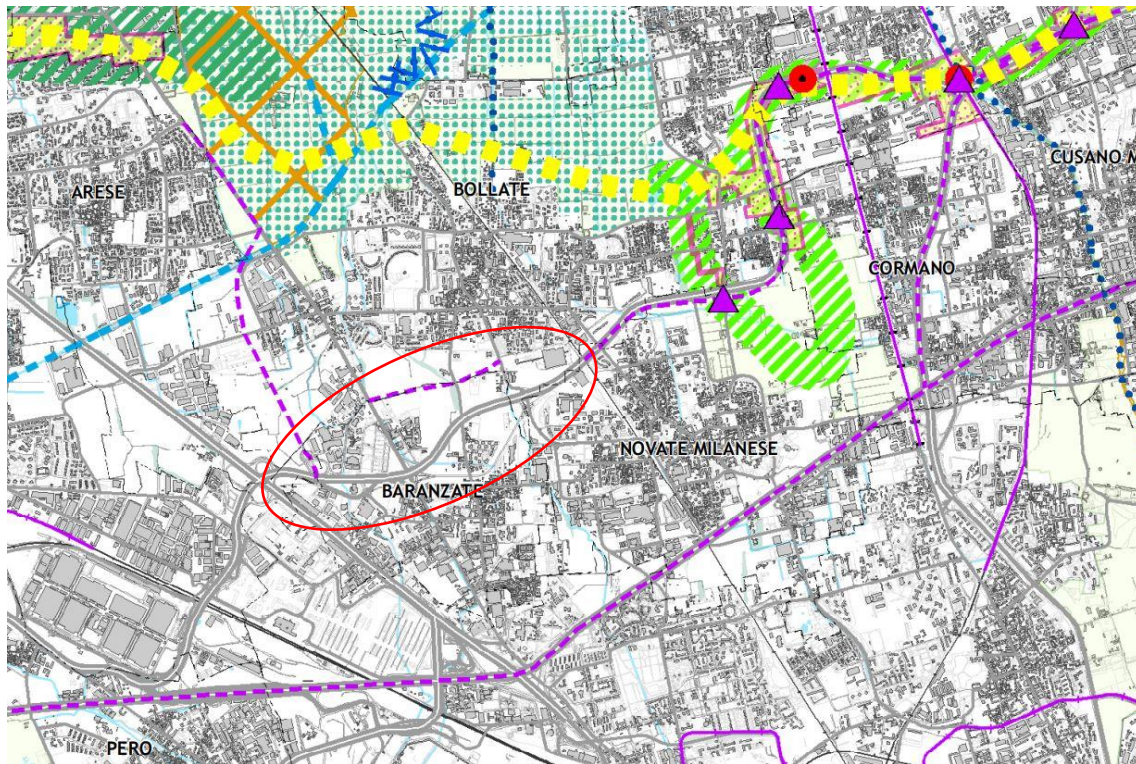 CUSANO M
ARESE
BOLLATE
CORMANO
NOVATE MILANESE
BARANZATE
PERO